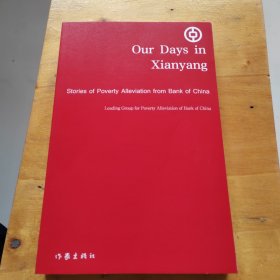 Our Days in
Xianyang
Stories of Poverty Alleviation from Bank of China
Leading Group for Poverty Alleviation of Bank of China
作家出版社